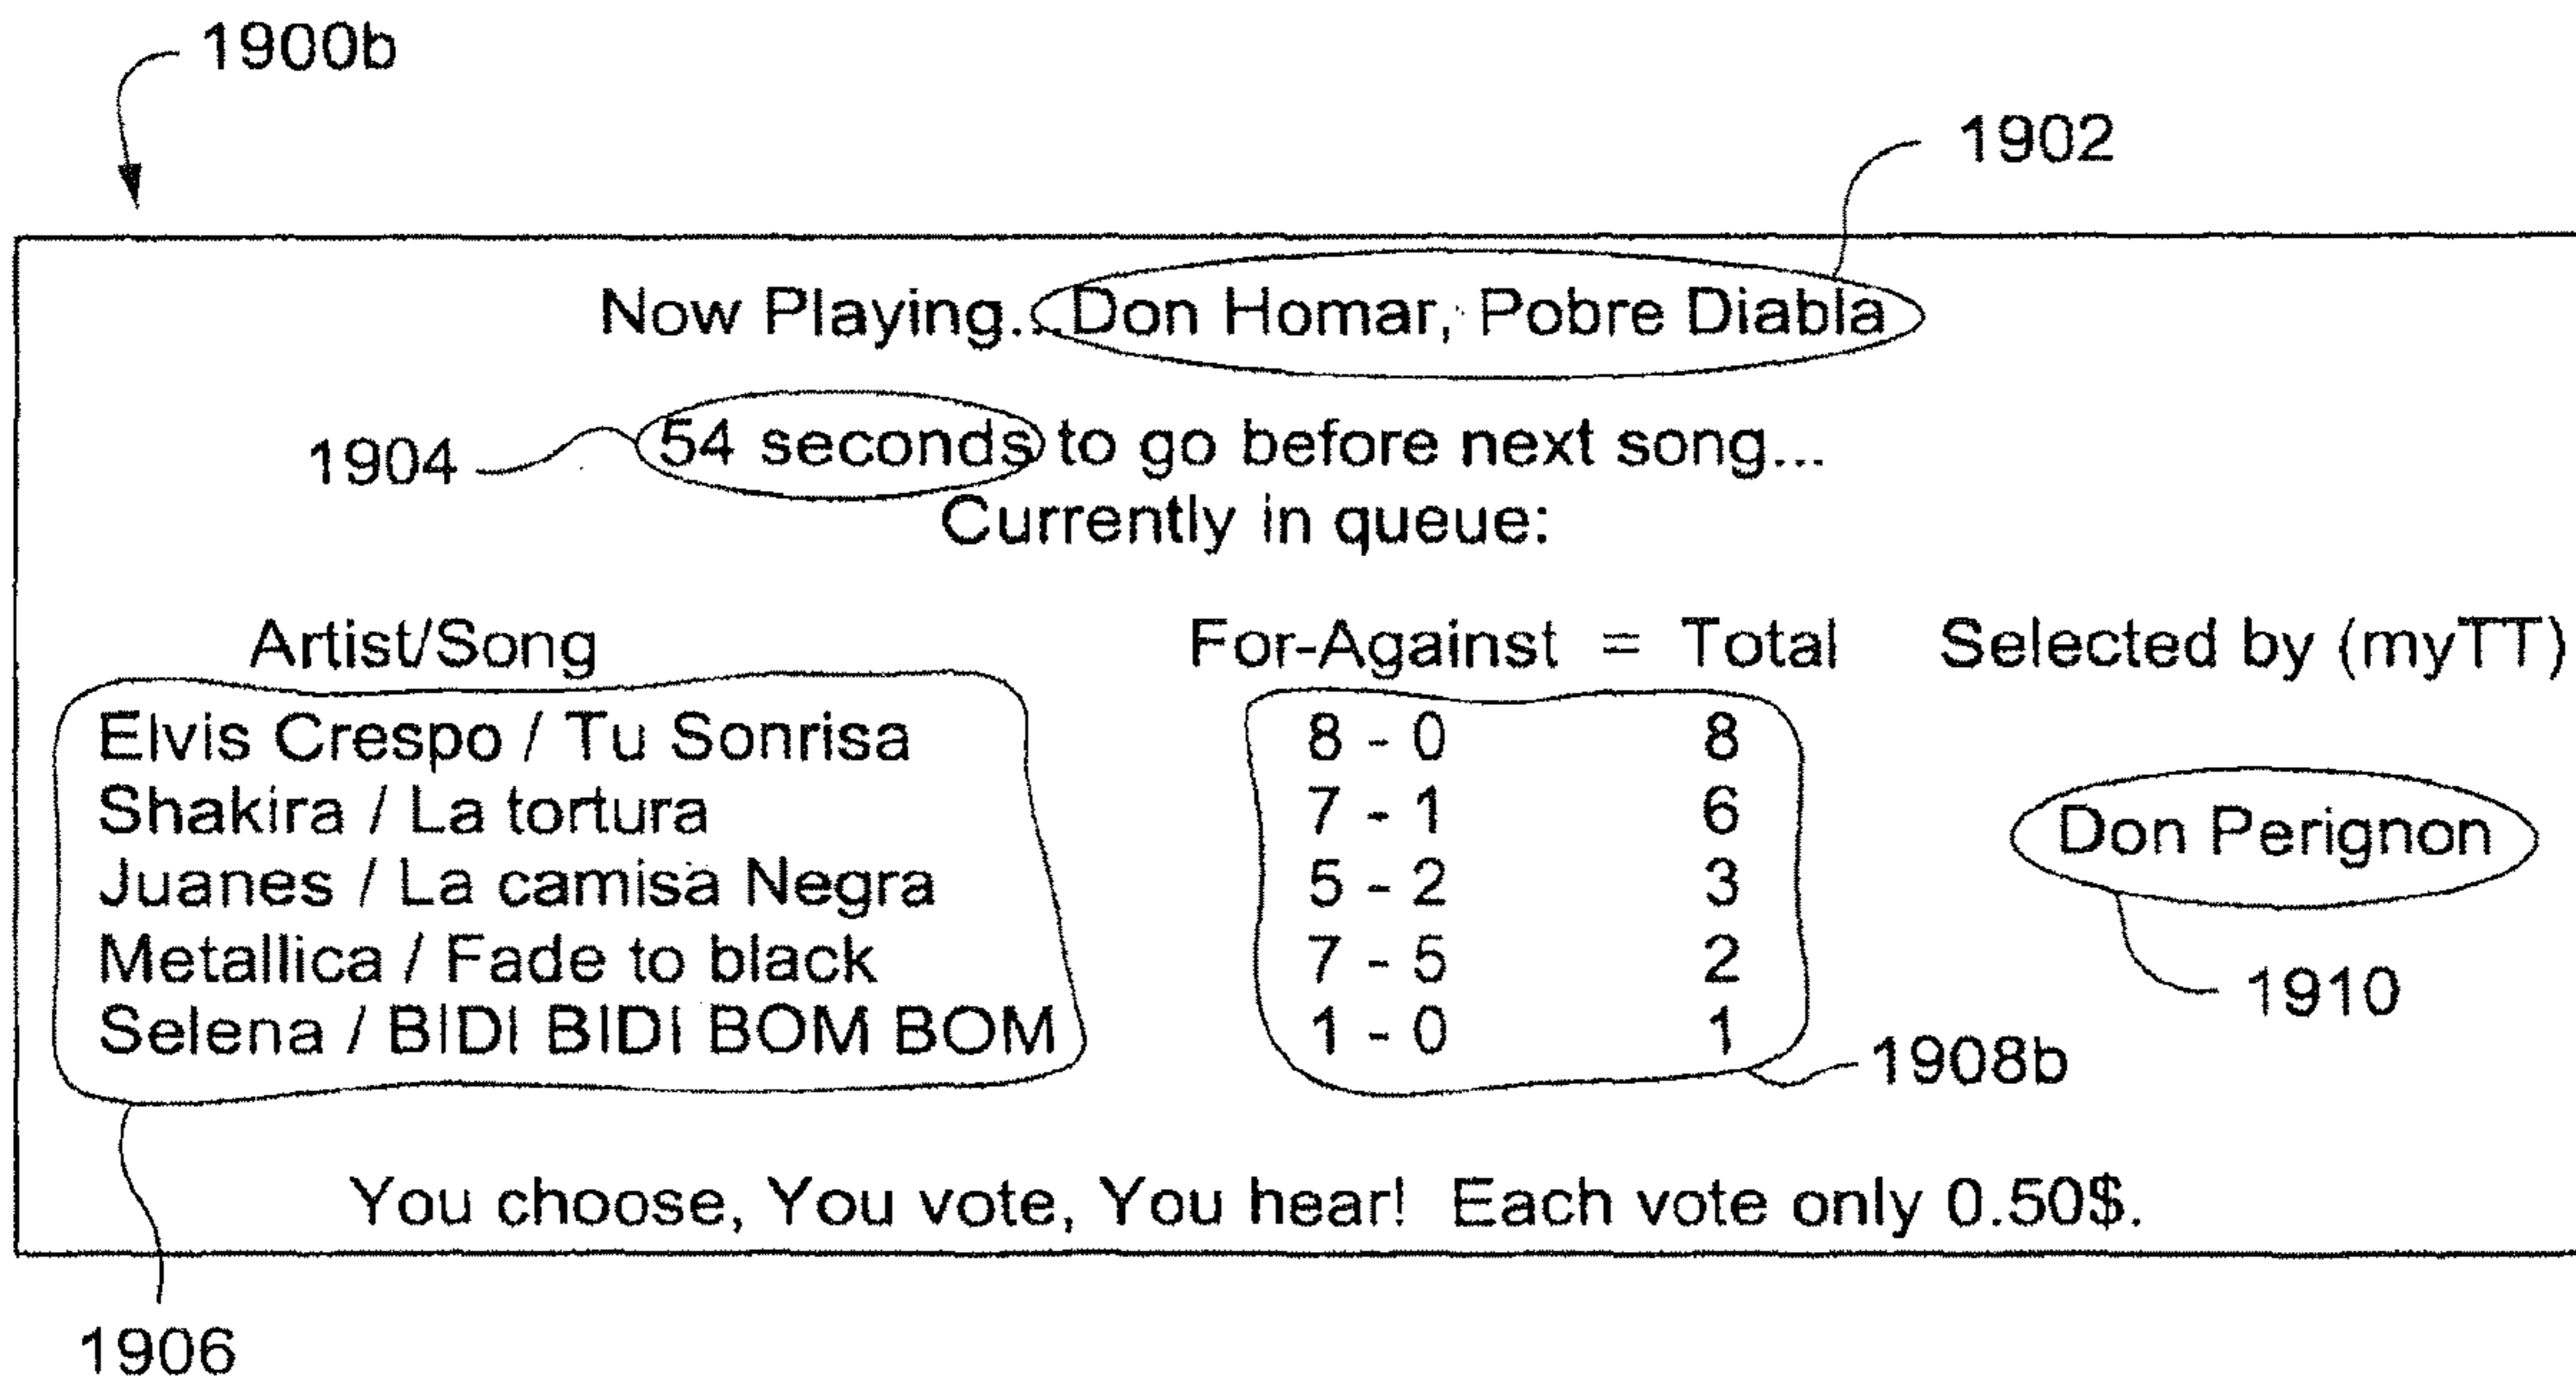 1900b
1902
Now Playing...Don Homar, Pobre Diabla
1904
54 seconds to go before next song...
Currently in queue:
Artist/Song For-Against = Total Selected by (myTT)
Elvis Crespo / Tu Sonrisa 8 - 0 8
Shakira / La tortura 7 - 1 6
Don Perignon
Juanes / La camisa Negra 5 - 2 3
Metallica / Fade to black 7 - 5 2
1910
Selena / BIDI BIDI BOM BOM 1 - 0 1
1908b
You choose, You vote, You hear! Each vote only 0.50$.
1906